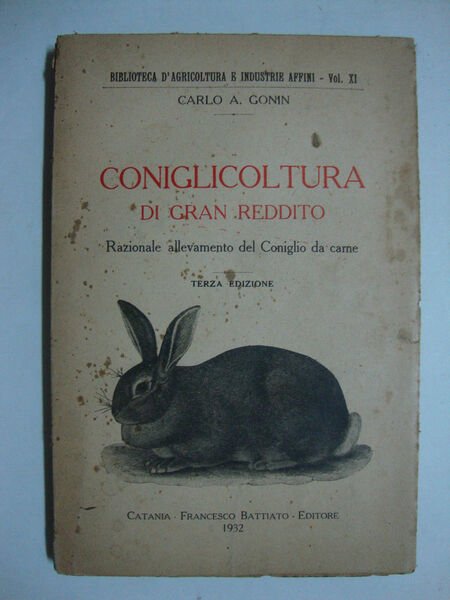 BIBLIOTECA D'AGRICOLTURA E INDUSTRIE AFFINI - Vol. XI
CARLO A. GONIN
CONIGLICOLTURA
DI GRAN REDDITO
Razionale allevamento del Coniglio da carne
TERZA EDIZIONE
CATANIA - FRANCESCO BATTIATO - EDITORE
1932